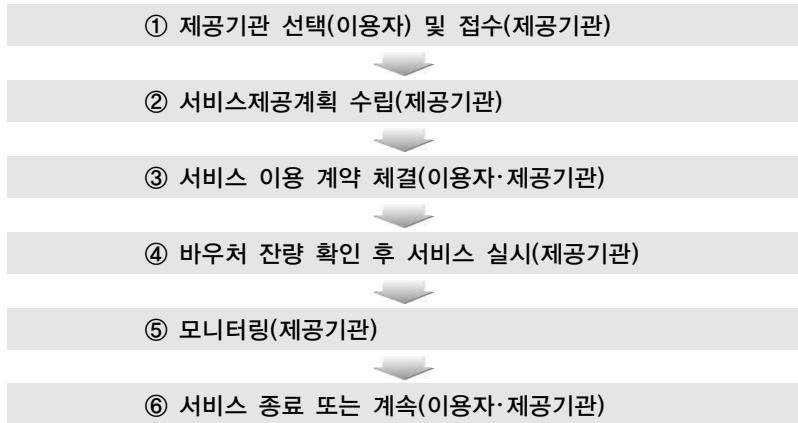 ① 제공기관 선택(이용자) 및 접수(제공기관)
② 서비스제공계획 수립(제공기관)
③ 서비스 이용 계약 체결(이용자·제공기관)
④ 바우처 잔량 확인 후 서비스 실시(제공기관)
⑤ 모니터링(제공기관)
⑥ 서비스 종료 또는 계속(이용자·제공기관)